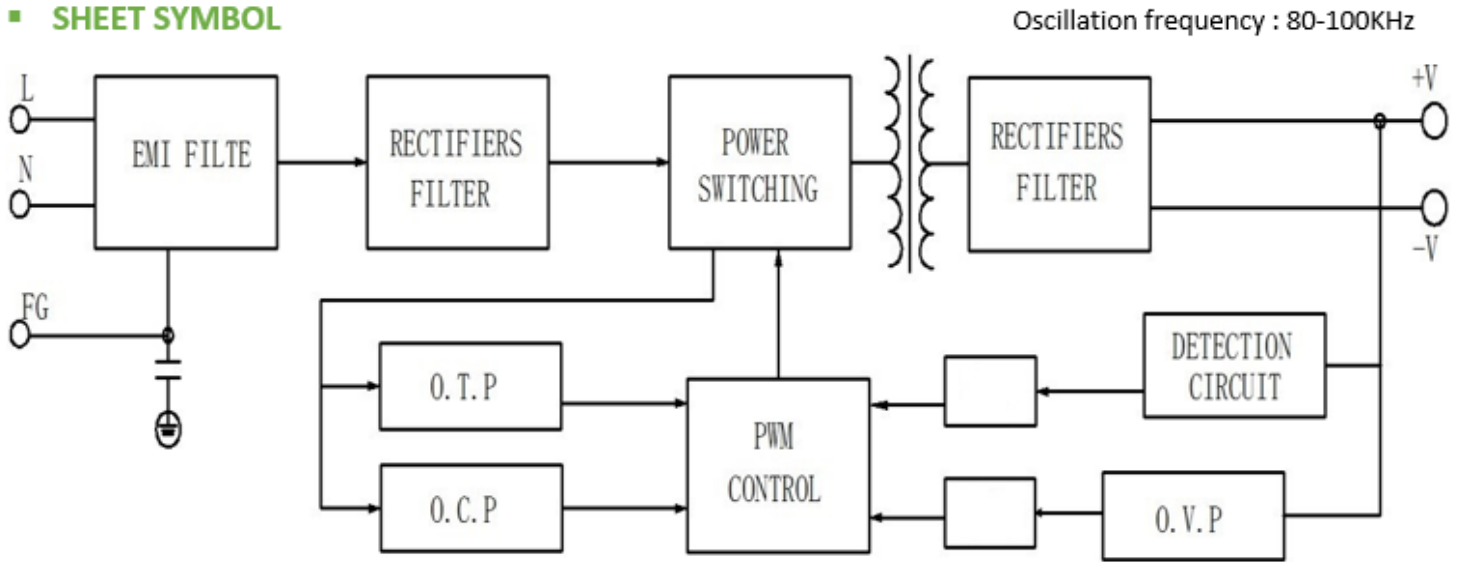 SHEET SYMBOL
Oscillation frequency : 80-100KHz
L
N
FG
EMI FILTE
RECTIFIERS
FILTER
POWER
SWITCHING
RECTIFIERS
FILTER
+V
-V
O.T.P
O.C.P
PWM
CONTROL
DETECTION
CIRCUIT
O.V.P